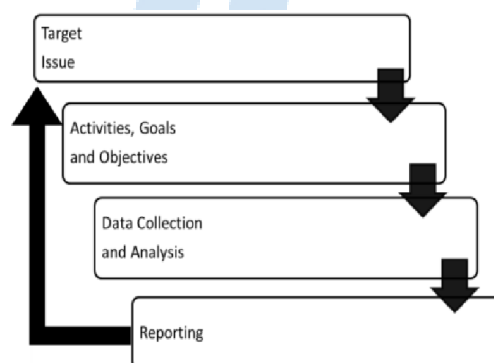 Target
Issue
Activities, Goals
and Objectives
Data Collection
and Analysis
Reporting